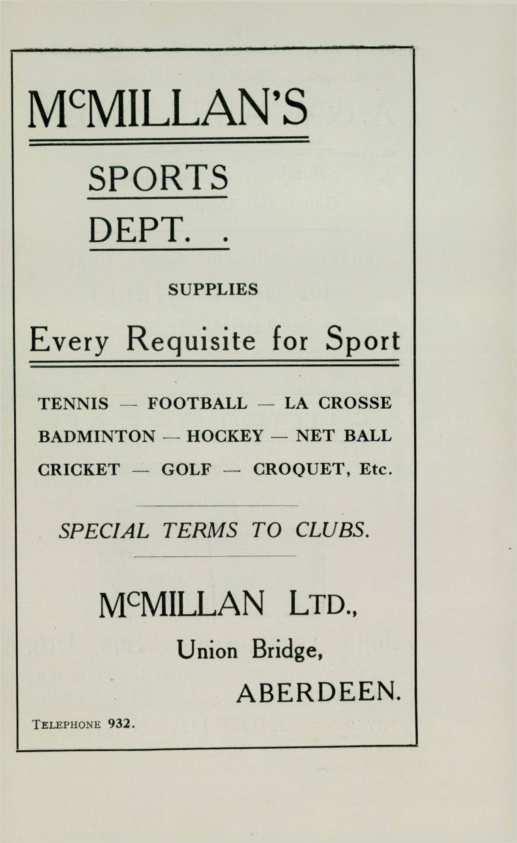 McMILLAN'S
SPORTS
DEPT. .
SUPPLIES
Every Requisite for Sport
TENNIS — FOOTBALL — LA CROSSE
BADMINTON — HOCKEY — NET BALL
CRICKET — GOLF — CROQUET, Etc.
SPECIAL TERMS TO CLUBS.
McMILLAN LTD.,
Union Bridge,
ABERDEEN.
TELEPHONE 932.